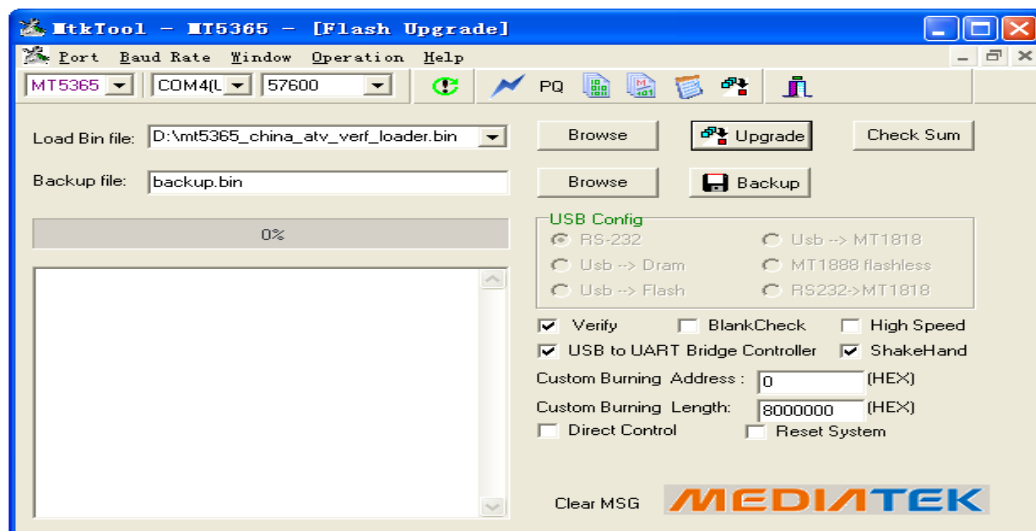 MtkTool - MT5365 - [Flash Upgrade]
Port Baud Rate Window Operation Help
MT5365 COM4(L 57600 PQ
Load Bin file: D:\mt5365_china_atv_verf_loader.bin Browse Upgrade Check Sum
Backup file: backup.bin Browse Backup
0%
USB Config
RS-232 Usb --> MT1818
Usb --> Dram MT1888 flashless
Usb --> Flash RS232->MT1818
Verify BlankCheck High Speed
USB to UART Bridge Controller ShakeHand
Custom Burning Address : 0 (HEX)
Custom Burning Length: 8000000 (HEX)
Direct Control Reset System
Clear MSG MEDIATEK